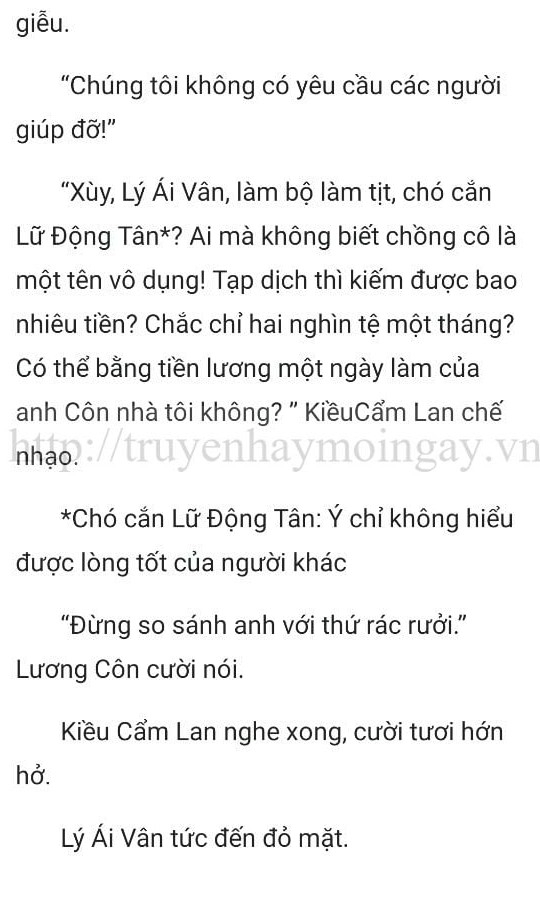 giễu.
“Chúng tôi không có yêu cầu các người
giúp đỡ!”
“Xùy, Lý Ái Vân, làm bộ làm tịt, chó cắn
Lữ Động Tân*? Ai mà không biết chồng cô là
một tên vô dụng! Tạp dịch thì kiếm được bao
nhiêu tiền? Chắc chỉ hai nghìn tệ một tháng?
Có thể bằng tiền lương một ngày làm của
anh Côn nhà tôi không? ” KiềuCẩm Lan chế
nhạo.
http://truyenhaymoingay.vn
*Chó cắn Lữ Động Tân: Ý chỉ không hiểu
được lòng tốt của người khác
“Đừng so sánh anh với thứ rác rưởi.”
Lương Côn cười nói.
Kiều Cẩm Lan nghe xong, cười tươi hớn
hở.
Lý Ái Vân tức đến đỏ mặt.